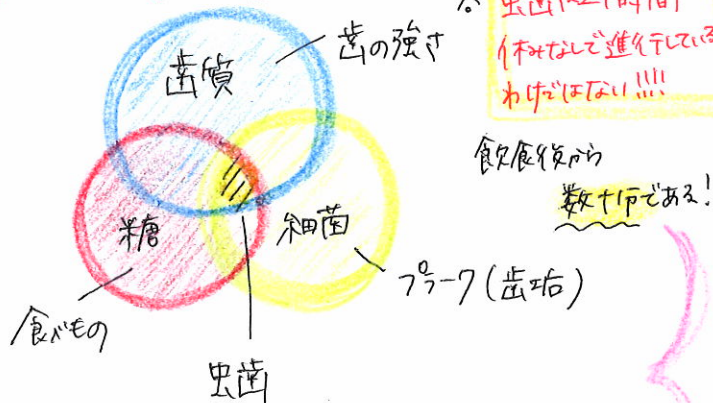 虫歯は24時間
休みなしで進行している
わけではない!!!!
歯質
歯の強さ
飲食後から
数十分である!
糖
細菌
プラーク(歯垢)
食べもの
虫歯